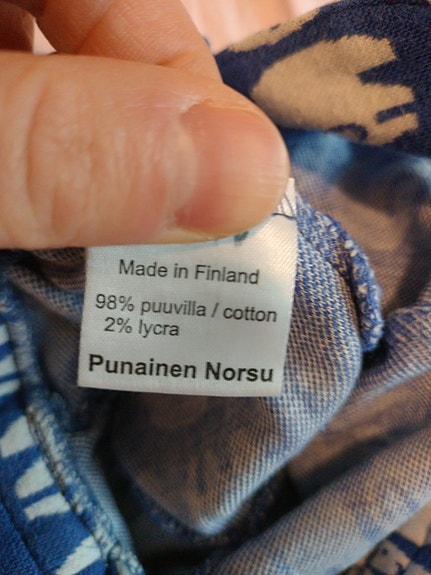 Made in Finland
98% puuvilla / cotton
2% lycra
Punainen Norsu